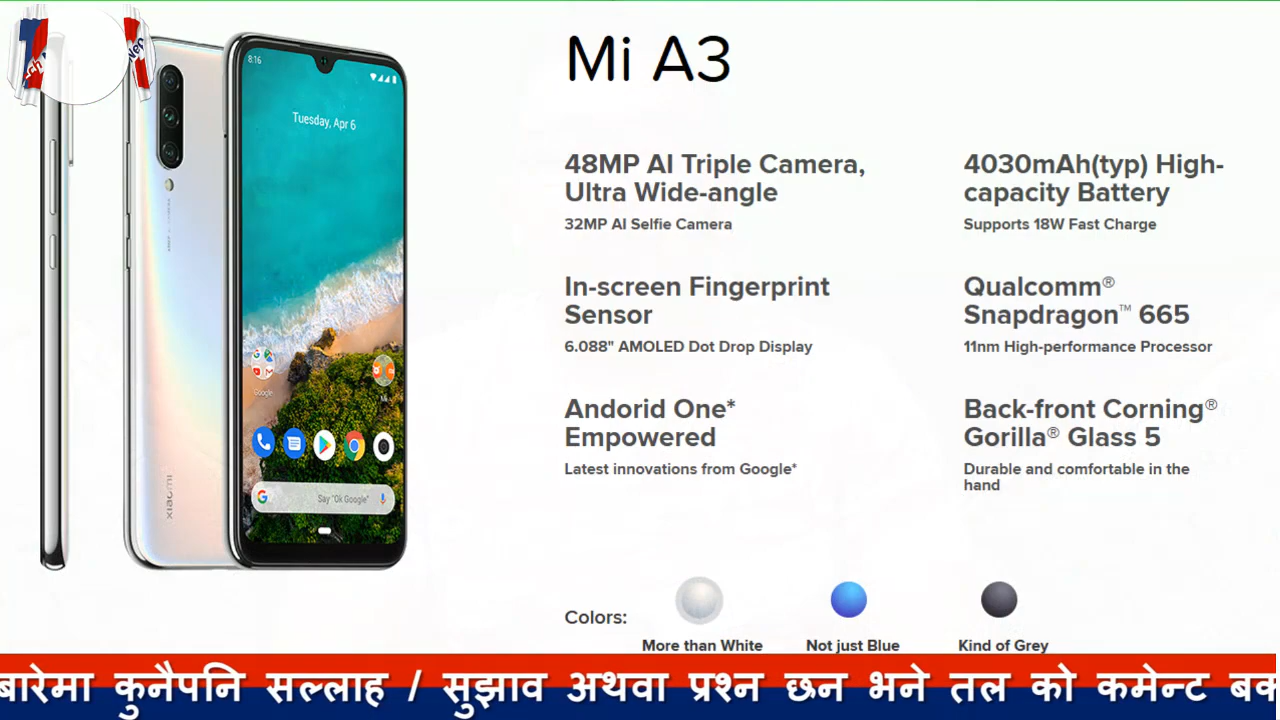 Mi A3
48MP AI Triple Camera,
Ultra Wide-angle
32MP AI Selfie Camera
4030mAh(typ) High-
capacity Battery
Supports 18W Fast Charge
In-screen Fingerprint
Sensor
6.088" AMOLED Dot Drop Display
Qualcomm®
Snapdragon™ 665
11nm High-performance Processor
Andorid One*
Empowered
Latest innovations from Google*
Back-front Corning®
Gorilla® Glass 5
Durable and comfortable in the
hand
Colors:
More than White
Not just Blue
Kind of Grey
8:16
Tuesday, Apr 6
Google
Mi
Say "Ok Google"
xiaomi
बारेमा कुनैपनि सल्लाह / सुझाव अथवा प्रश्न छन भने तल को कमेन्ट बक